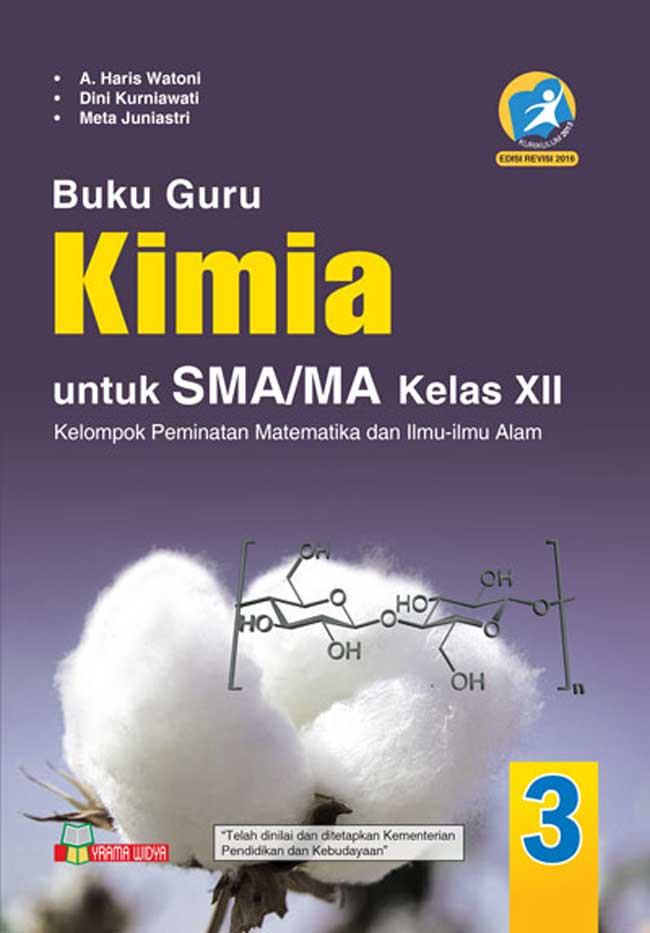 • A. Haris Watoni
• Dini Kurniawati
• Meta Juniastri
KURIKULUM 2013
EDISI REVISI 2016
Buku Guru
Kimia
untuk SMA/MA Kelas XII
Kelompok Peminatan Matematika dan Ilmu-ilmu Alam
OH
OH
O
HO
HO
O
O
O
OH
OH
n
3
YRAMA WIDYA
"Telah dinilai dan ditetapkan Kementerian
Pendidikan dan Kebudayaan"